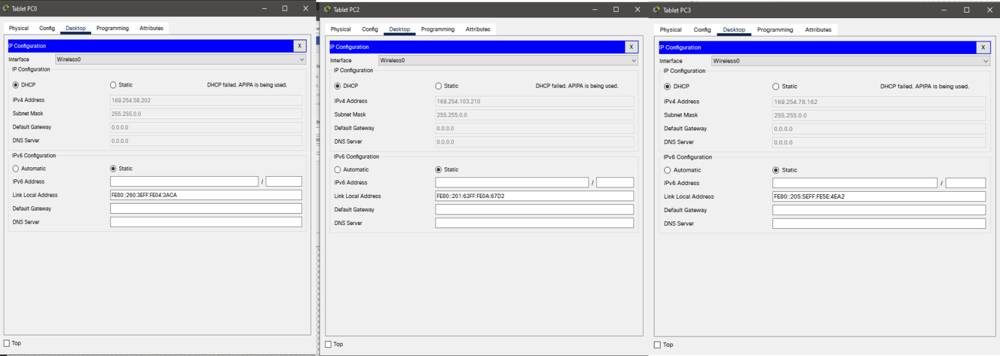 Tablet PC0
Physical Config Desktop Programming Attributes
IP Configuration X
Interface Wireless0
IP Configuration
DHCP Static DHCP failed. APIPA is being used.
IPv4 Address 169.254.58.202
Subnet Mask 255.255.0.0
Default Gateway 0.0.0.0
DNS Server 0.0.0.0
IPv6 Configuration
Automatic Static
IPv6 Address /
Link Local Address FE80::260:3EFF:FE04:3ACA
Default Gateway
DNS Server
Top
Tablet PC2
Physical Config Desktop Programming Attributes
IP Configuration X
Interface Wireless0
IP Configuration
DHCP Static DHCP failed. APIPA is being used.
IPv4 Address 169.254.103.210
Subnet Mask 255.255.0.0
Default Gateway 0.0.0.0
DNS Server 0.0.0.0
IPv6 Configuration
Automatic Static
IPv6 Address /
Link Local Address FE80::201:63FF:FE0A:67D2
Default Gateway
DNS Server
Top
Tablet PC3
Physical Config Desktop Programming Attributes
IP Configuration X
Interface Wireless0
IP Configuration
DHCP Static DHCP failed. APIPA is being used.
IPv4 Address 169.254.78.162
Subnet Mask 255.255.0.0
Default Gateway 0.0.0.0
DNS Server 0.0.0.0
IPv6 Configuration
Automatic Static
IPv6 Address /
Link Local Address FE80::205:5EFF:FE5E:4EA2
Default Gateway
DNS Server
Top